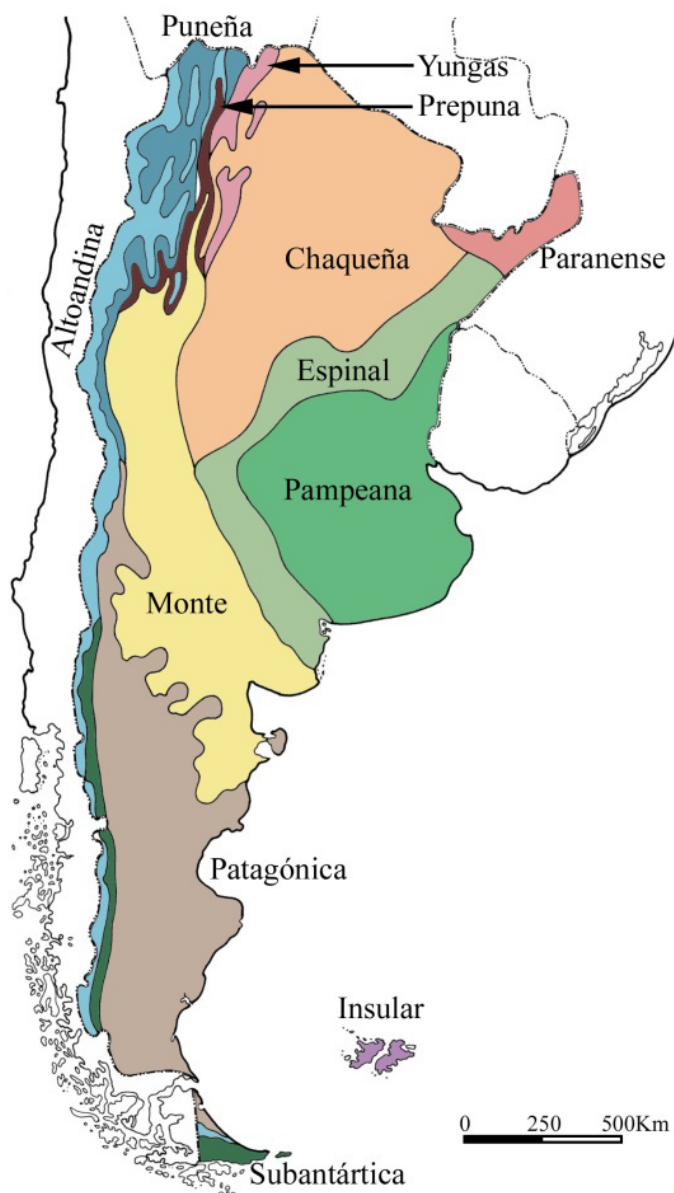 Puneña
Yungas
Prepuna
Altoandina
Chaqueña
Paranense
Espinal
Pampeana
Monte
Patagónica
Insular
0 250 500Km
Subantártica